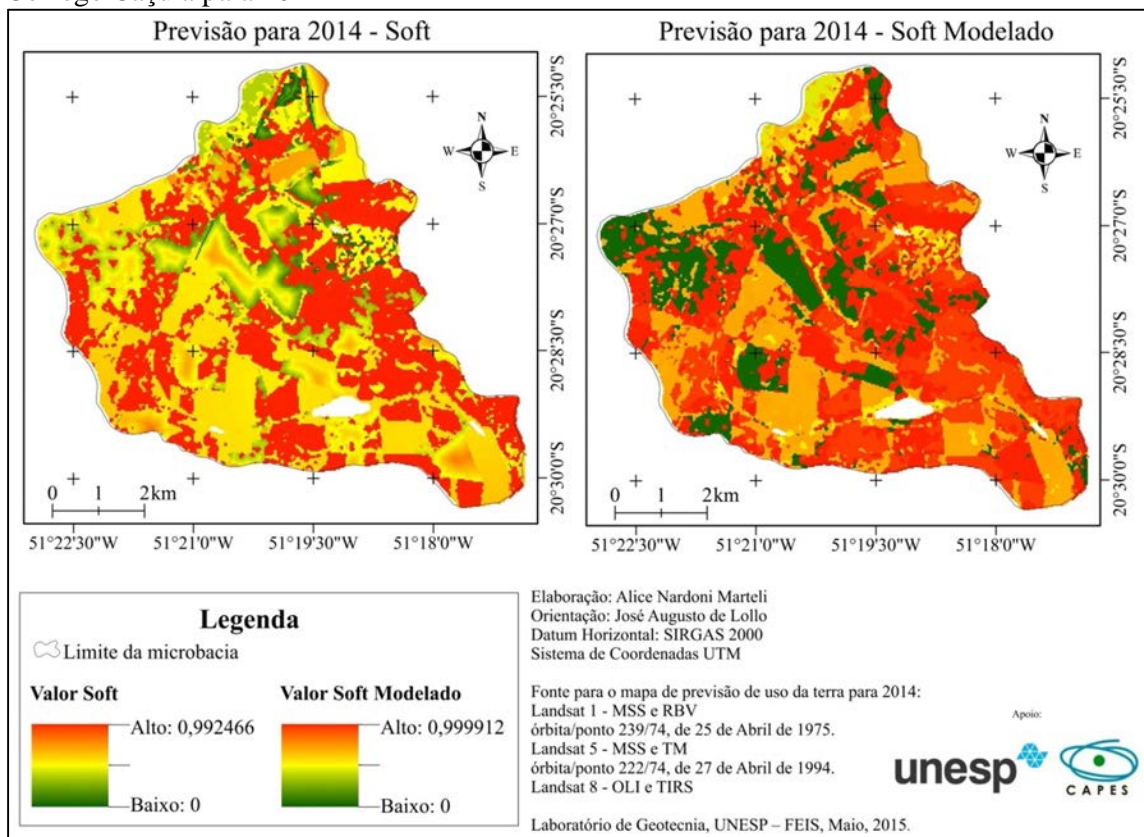 Previsão para 2014 - Soft
N
W
E
S
20°25'30"S
20°27'0"S
20°28'30"S
20°30'0"S
0 1 2km
51°22'30"W 51°21'0"W 51°19'30"W 51°18'0"W
Previsão para 2014 - Soft Modelado
N
W
E
S
20°25'30"S
20°27'0"S
20°28'30"S
20°30'0"S
0 1 2km
51°22'30"W 51°21'0"W 51°19'30"W 51°18'0"W
Legenda
Limite da microbacia
Valor Soft
Alto: 0,992466
Baixo: 0
Valor Soft Modelado
Alto: 0,999912
Baixo: 0
Elaboração: Alice Nardoni Marteli
Orientação: José Augusto de Lollo
Datum Horizontal: SIRGAS 2000
Sistema de Coordenadas UTM
Fonte para o mapa de previsão de uso da terra para 2014:
Landsat 1 - MSS e RBV
órbita/ponto 239/74, de 25 de Abril de 1975.
Landsat 5 - MSS e TM
órbita/ponto 222/74, de 27 de Abril de 1994.
Landsat 8 - OLI e TIRS
Laboratório de Geotecnia, UNESP – FEIS, Maio, 2015.
Apoio:
unesp
CAPES